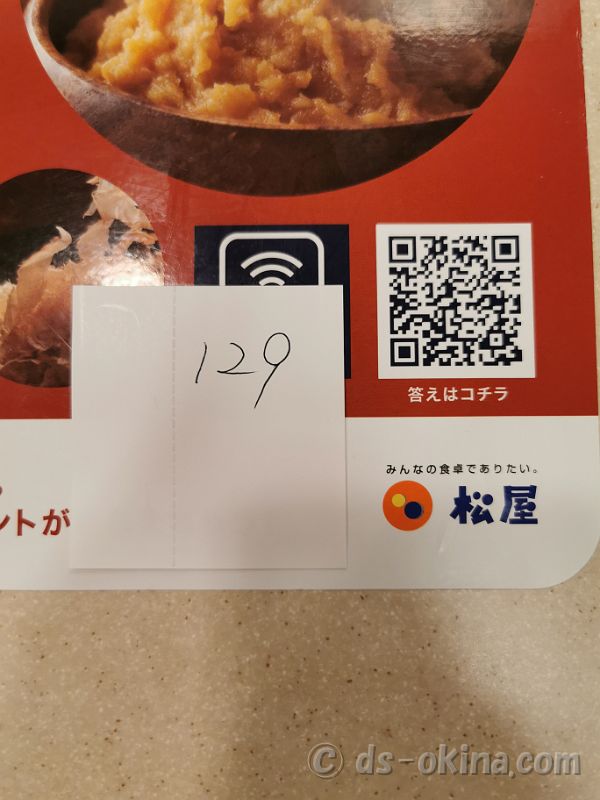 129
答えはコチラ
みんなの食卓でありたい。
松屋
ントが
© ds-okina.com